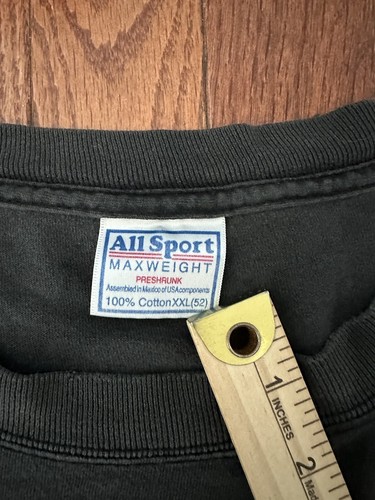 All Sport
MAXWEIGHT
PRESHRUNK
Assembled in Mexico of USA components
100% Cotton XXL (52)
1
INCHES
2